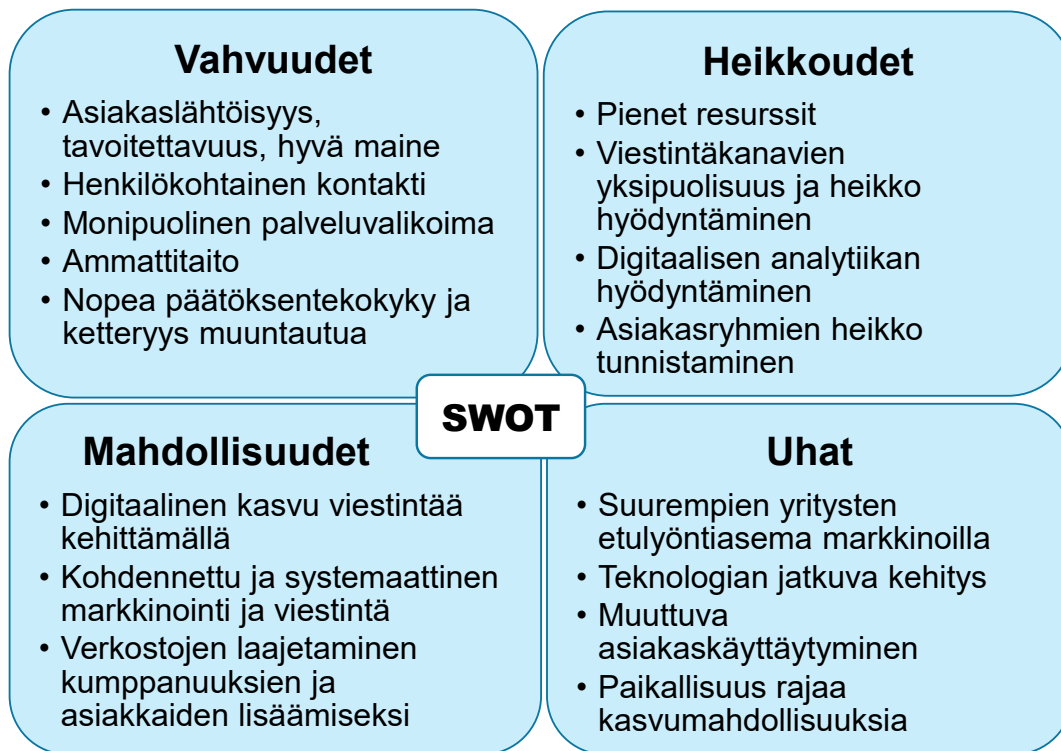 Vahvuudet
• Asiakaslähtöisyys,
tavoitettavuus, hyvä maine
• Henkilökohtainen kontakti
• Monipuolinen palveluvalikoima
• Ammattitaito
• Nopea päätöksentekokyky ja
ketteryys muuntautua
Heikkoudet
• Pienet resurssit
• Viestintäkanavien
yksipuolisuus ja heikko
hyödyntäminen
• Digitaalisen analytiikan
hyödyntäminen
• Asiakasryhmien heikko
tunnistaminen
SWOT
Mahdollisuudet
• Digitaalinen kasvu viestintää
kehittämällä
• Kohdennettu ja systemaattinen
markkinointi ja viestintä
• Verkostojen laajetaminen
kumppanuuksien ja
asiakkaiden lisäämiseksi
Uhat
• Suurempien yritysten
etulyöntiasema markkinoilla
• Teknologian jatkuva kehitys
• Muuttuva
asiakaskäyttäytyminen
• Paikallisuus rajaa
kasvumahdollisuuksia